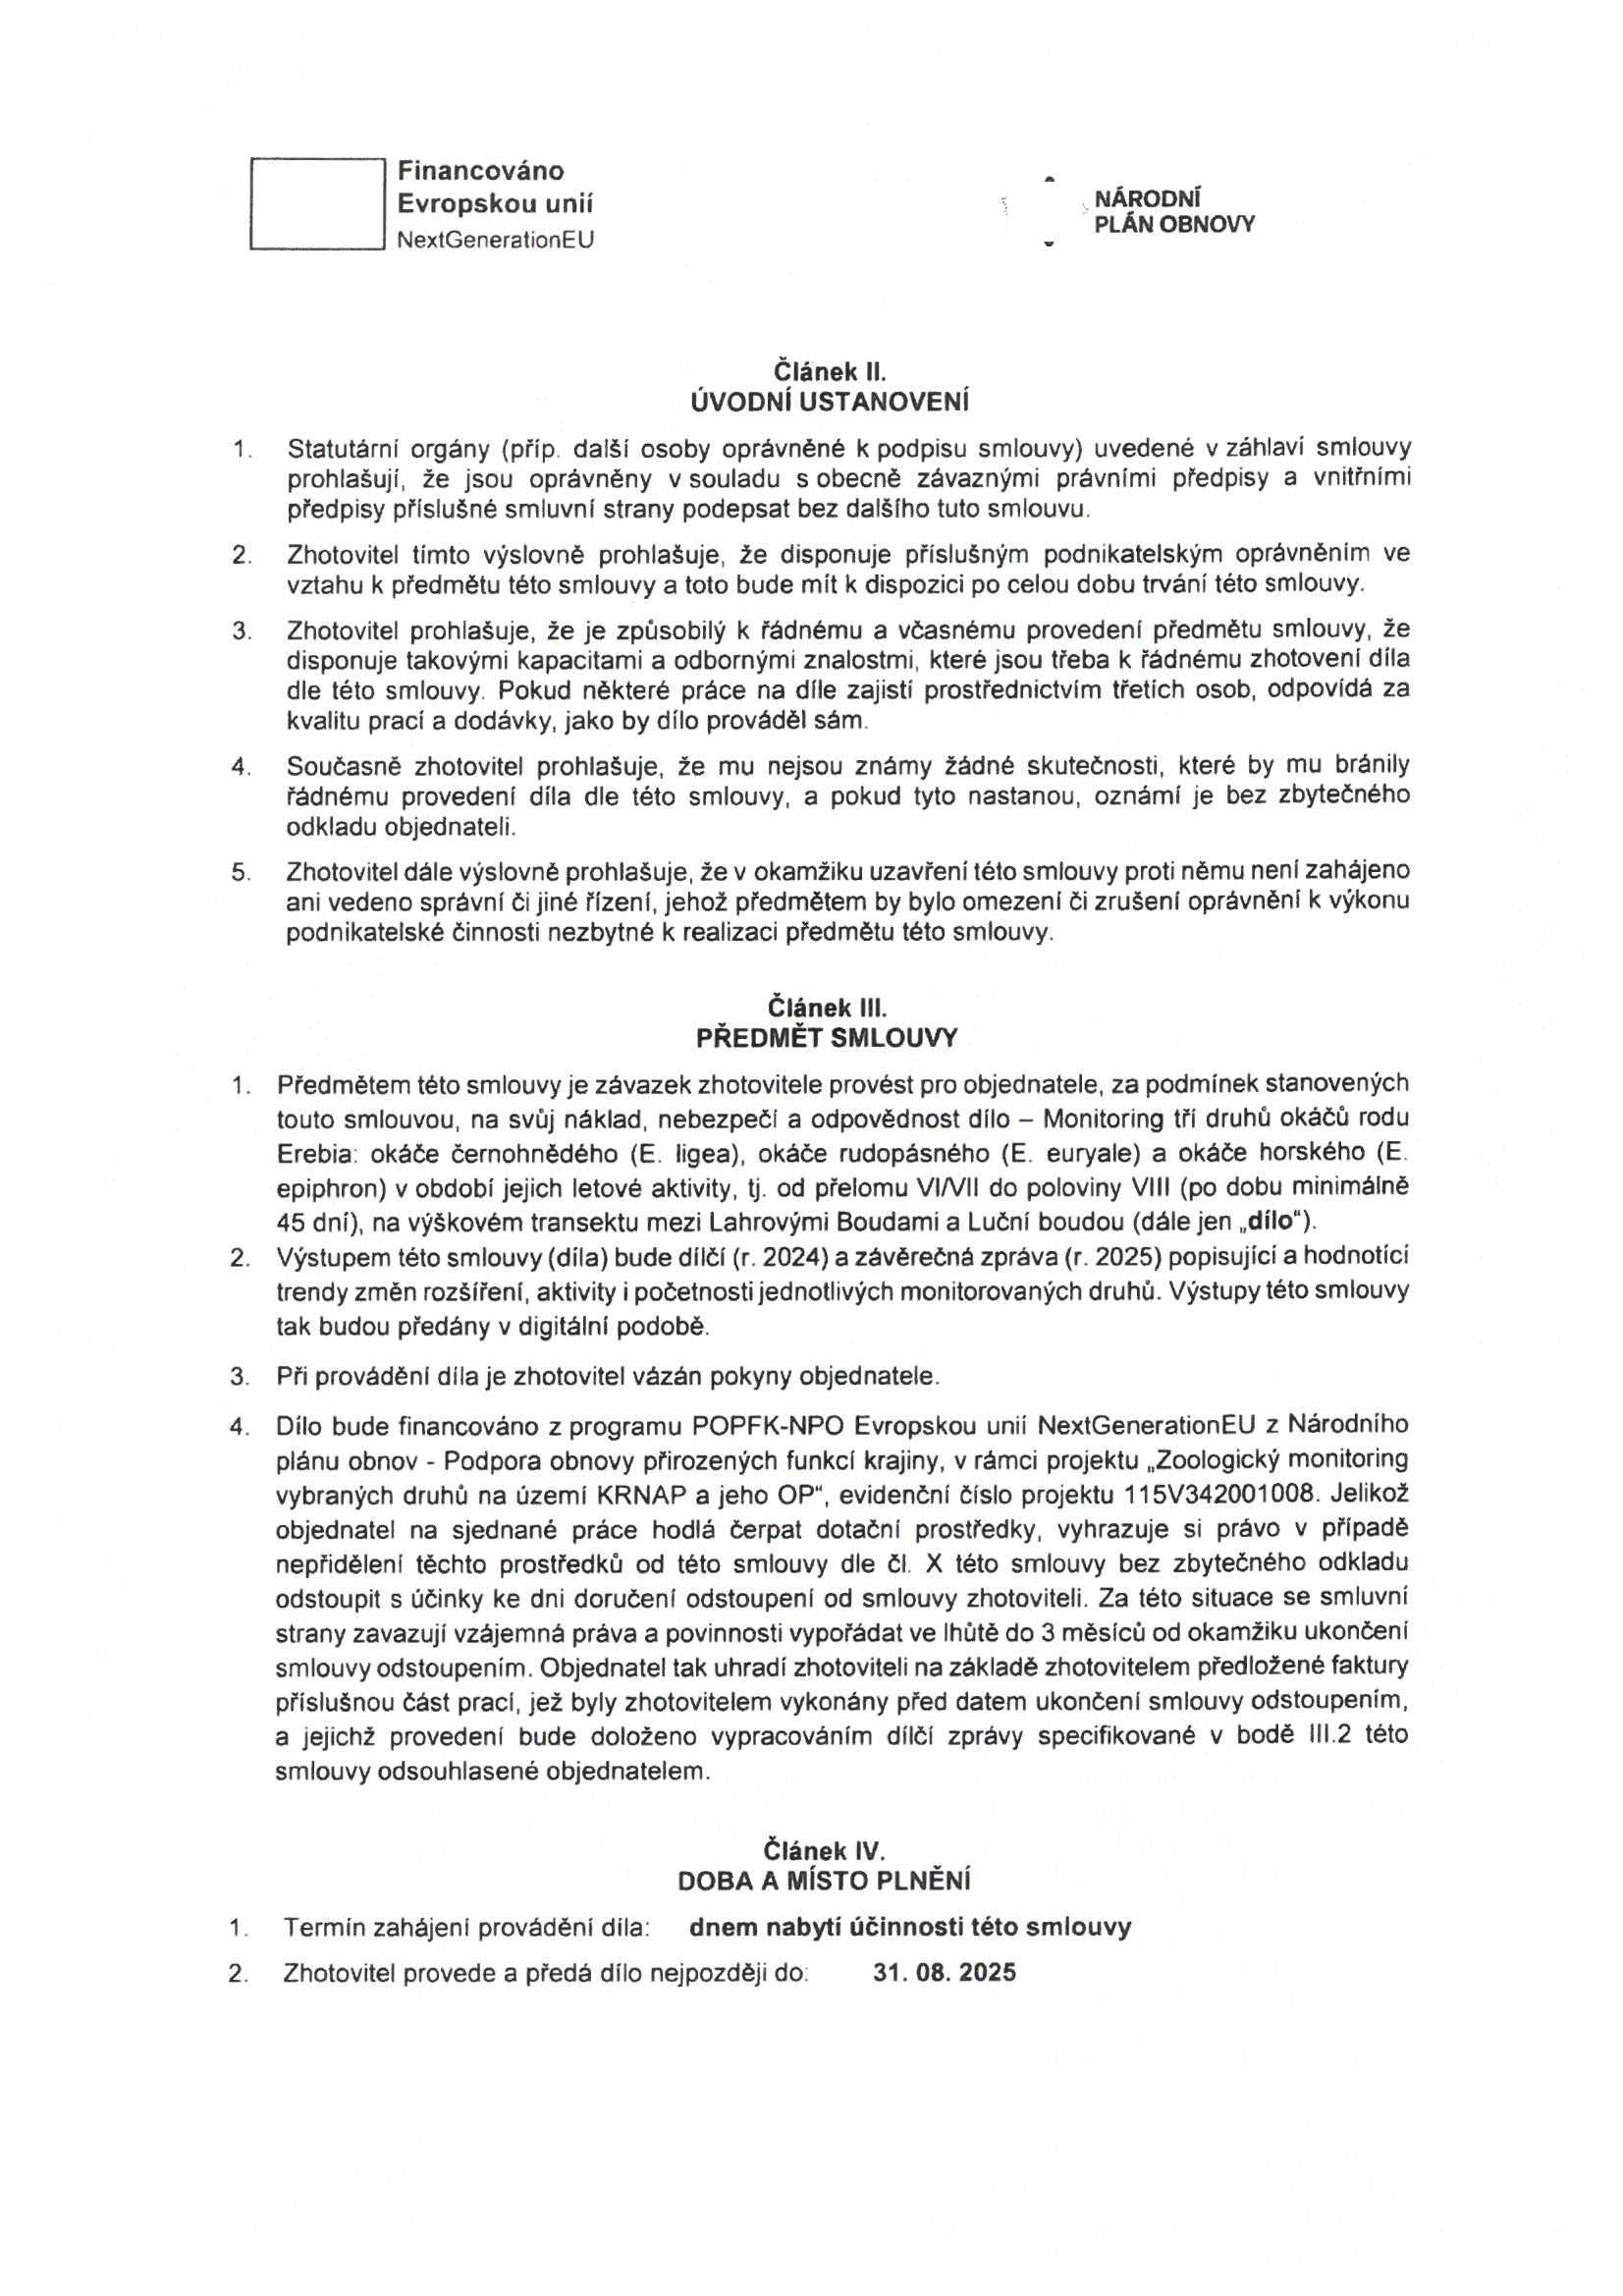 Financováno
Evropskou unií
NextGenerationEU
NÁRODNÍ
PLÁN OBNOVY
Článek II.
ÚVODNÍ USTANOVENÍ
1. Statutární orgány (příp. další osoby oprávněné k podpisu smlouvy) uvedené v záhlaví smlouvy
prohlašují, že jsou oprávněny v souladu s obecně závaznými právními předpisy a vnitřními
předpisy příslušné smluvní strany podepsat bez dalšího tuto smlouvu.
2. Zhotovitel tímto výslovně prohlašuje, že disponuje příslušným podnikatelským oprávněním ve
vztahu k předmětu této smlouvy a toto bude mít k dispozici po celou dobu trvání této smlouvy.
3. Zhotovitel prohlašuje, že je způsobilý k řádnému a včasnému provedení předmětu smlouvy, že
disponuje takovými kapacitami a odbornými znalostmi, které jsou třeba k řádnému zhotovení díla
dle této smlouvy. Pokud některé práce na díle zajistí prostřednictvím třetích osob, odpovídá za
kvalitu prací a dodávky, jako by dílo prováděl sám.
4. Současně zhotovitel prohlašuje, že mu nejsou známy žádné skutečnosti, které by mu bránily
řádnému provedení díla dle této smlouvy, a pokud tyto nastanou, oznámí je bez zbytečného
odkladu objednateli.
5. Zhotovitel dále výslovně prohlašuje, že v okamžiku uzavření této smlouvy proti němu není zahájeno
ani vedeno správní či jiné řízení, jehož předmětem by bylo omezení či zrušení oprávnění k výkonu
podnikatelské činnosti nezbytné k realizaci předmětu této smlouvy.
Článek III.
PŘEDMĚT SMLOUVY
1. Předmětem této smlouvy je závazek zhotovitele provést pro objednatele, za podmínek stanovených
touto smlouvou, na svůj náklad, nebezpečí a odpovědnost dílo – Monitoring tří druhů okáčů rodu
Erebia: okáče černohnědého (E. ligea), okáče rudopásného (E. euryale) a okáče horského (E.
epiphron) v období jejich letové aktivity, tj. od přelomu VI/VII do poloviny VIII (po dobu minimálně
45 dní), na výškovém transektu mezi Lahrovými Boudami a Luční boudou (dále jen „dílo“).
2. Výstupem této smlouvy (díla) bude dílčí (r. 2024) a závěrečná zpráva (r. 2025) popisující a hodnotící
trendy změn rozšíření, aktivity i početnosti jednotlivých monitorovaných druhů. Výstupy této smlouvy
tak budou předány v digitální podobě.
3. Při provádění díla je zhotovitel vázán pokyny objednatele.
4. Dílo bude financováno z programu POPFK-NPO Evropskou unií NextGenerationEU z Národního
plánu obnov - Podpora obnovy přirozených funkcí krajiny, v rámci projektu „Zoologický monitoring
vybraných druhů na území KRNAP a jeho OP“, evidenční číslo projektu 115V342001008. Jelikož
objednatel na sjednané práce hodlá čerpat dotační prostředky, vyhrazuje si právo v případě
nepřidělení těchto prostředků od této smlouvy dle čl. X této smlouvy bez zbytečného odkladu
odstoupit s účinky ke dni doručení odstoupení od smlouvy zhotoviteli. Za této situace se smluvní
strany zavazují vzájemná práva a povinnosti vypořádat ve lhůtě do 3 měsíců od okamžiku ukončení
smlouvy odstoupením. Objednatel tak uhradí zhotoviteli na základě zhotovitelem předložené faktury
příslušnou část prací, jež byly zhotovitelem vykonány před datem ukončení smlouvy odstoupením,
a jejichž provedení bude doloženo vypracováním dílčí zprávy specifikované v bodě III.2 této
smlouvy odsouhlasené objednatelem.
Článek IV.
DOBA A MÍSTO PLNĚNÍ
1. Termín zahájení provádění díla: dnem nabytí účinnosti této smlouvy
2. Zhotovitel provede a předá dílo nejpozději do: 31. 08. 2025